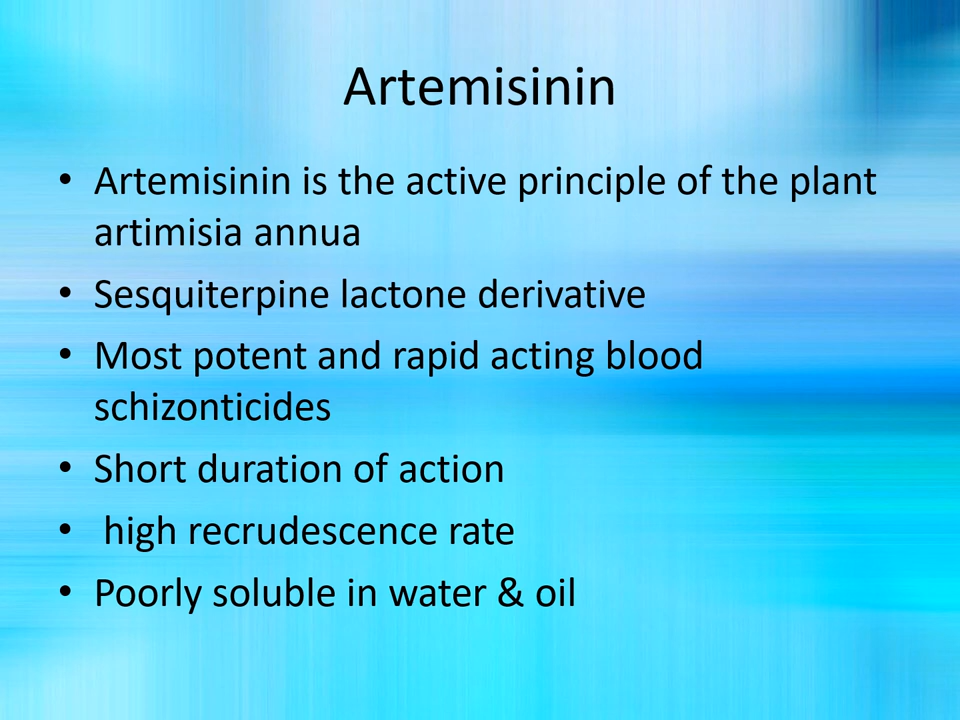 Artemisinin
• Artemisinin is the active principle of the plant
artimisia annua
• Sesquiterpine lactone derivative
• Most potent and rapid acting blood
schizonticides
• Short duration of action
• high recrudescence rate
• Poorly soluble in water & oil